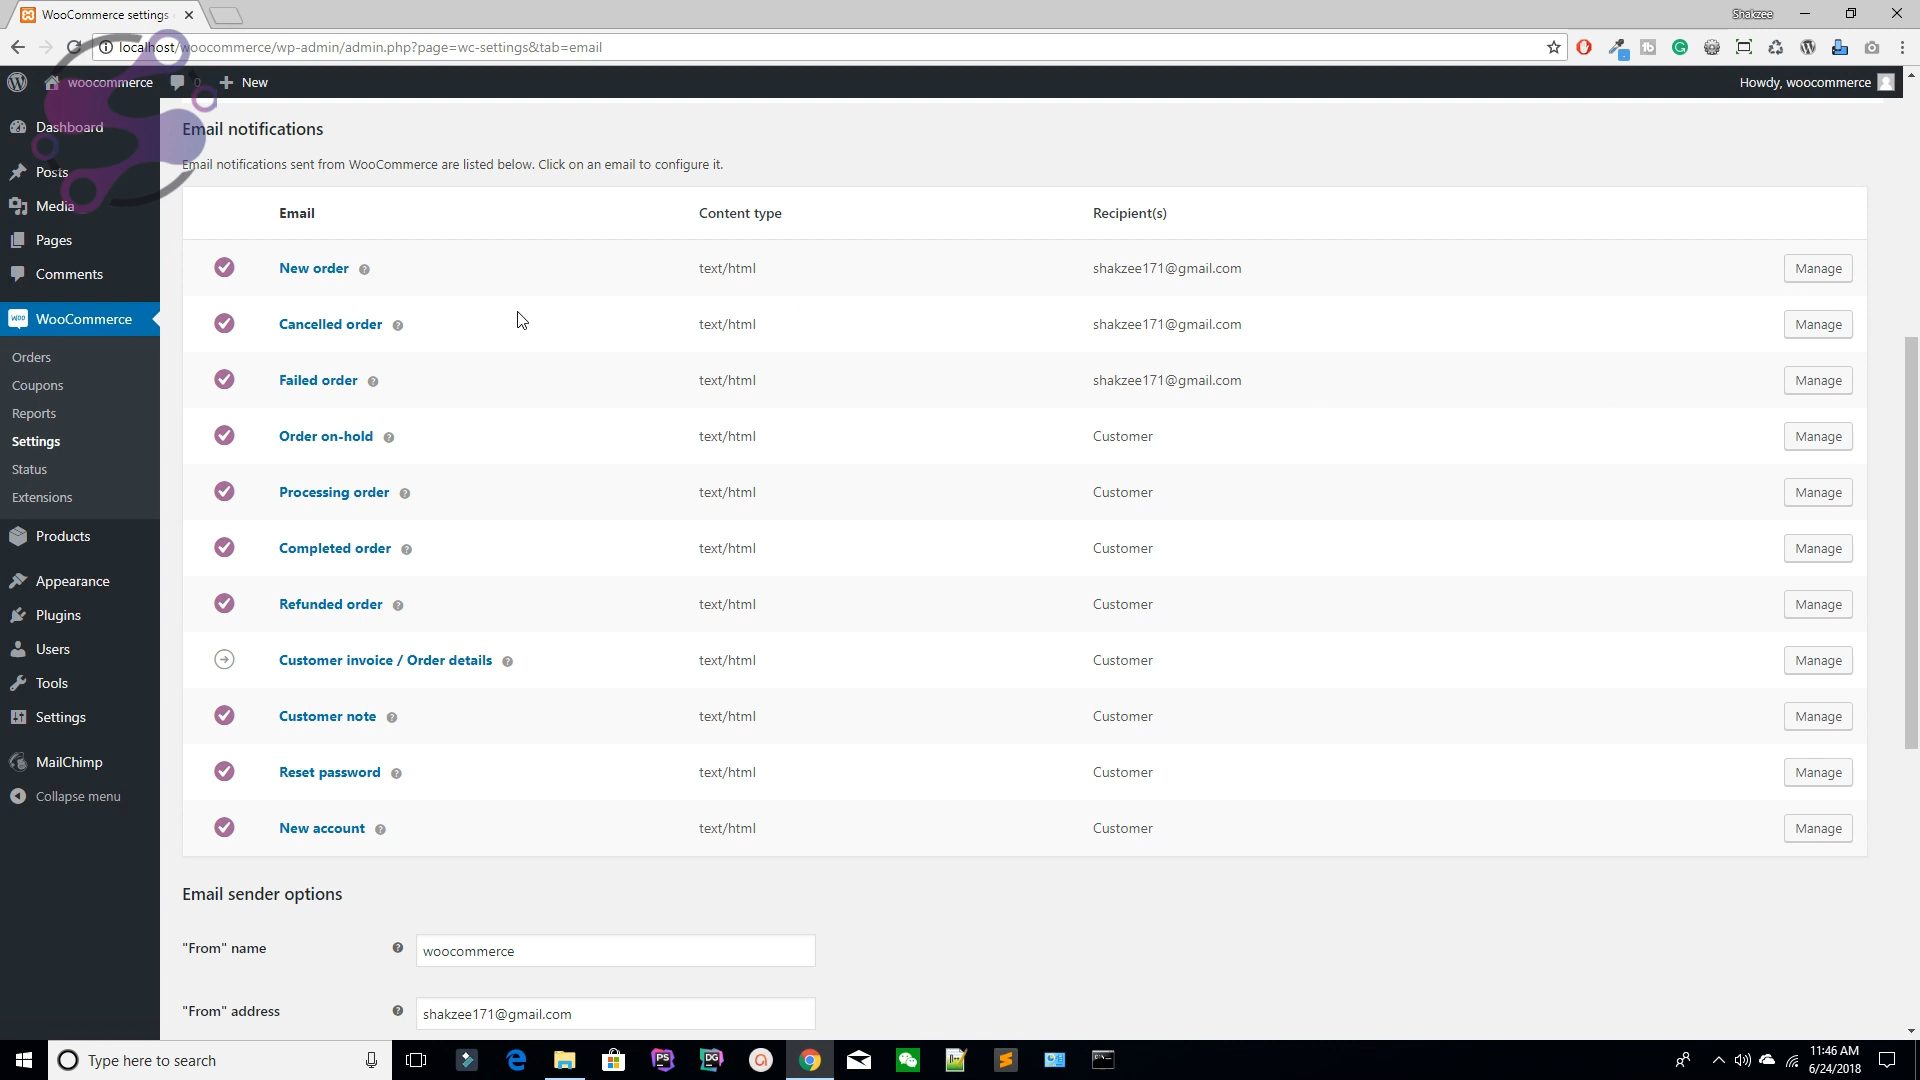 WooCommerce settings
Shakzee
localhost/woocommerce/wp-admin/admin.php?page=wc-settings&tab=email
woocommerce
0
New
Howdy, woocommerce
Dashboard
Posts
Media
Pages
Comments
WooCommerce
Orders
Coupons
Reports
Settings
Status
Extensions
Products
Appearance
Plugins
Users
Tools
Settings
MailChimp
Collapse menu
Email notifications
Email notifications sent from WooCommerce are listed below. Click on an email to configure it.
Email Content type Recipient(s)
New order text/html shakzee171@gmail.com Manage
Cancelled order text/html shakzee171@gmail.com Manage
Failed order text/html shakzee171@gmail.com Manage
Order on-hold text/html Customer Manage
Processing order text/html Customer Manage
Completed order text/html Customer Manage
Refunded order text/html Customer Manage
Customer invoice / Order details text/html Customer Manage
Customer note text/html Customer Manage
Reset password text/html Customer Manage
New account text/html Customer Manage
Email sender options
"From" name woocommerce
"From" address shakzee171@gmail.com
Type here to search
11:46 AM
6/24/2018